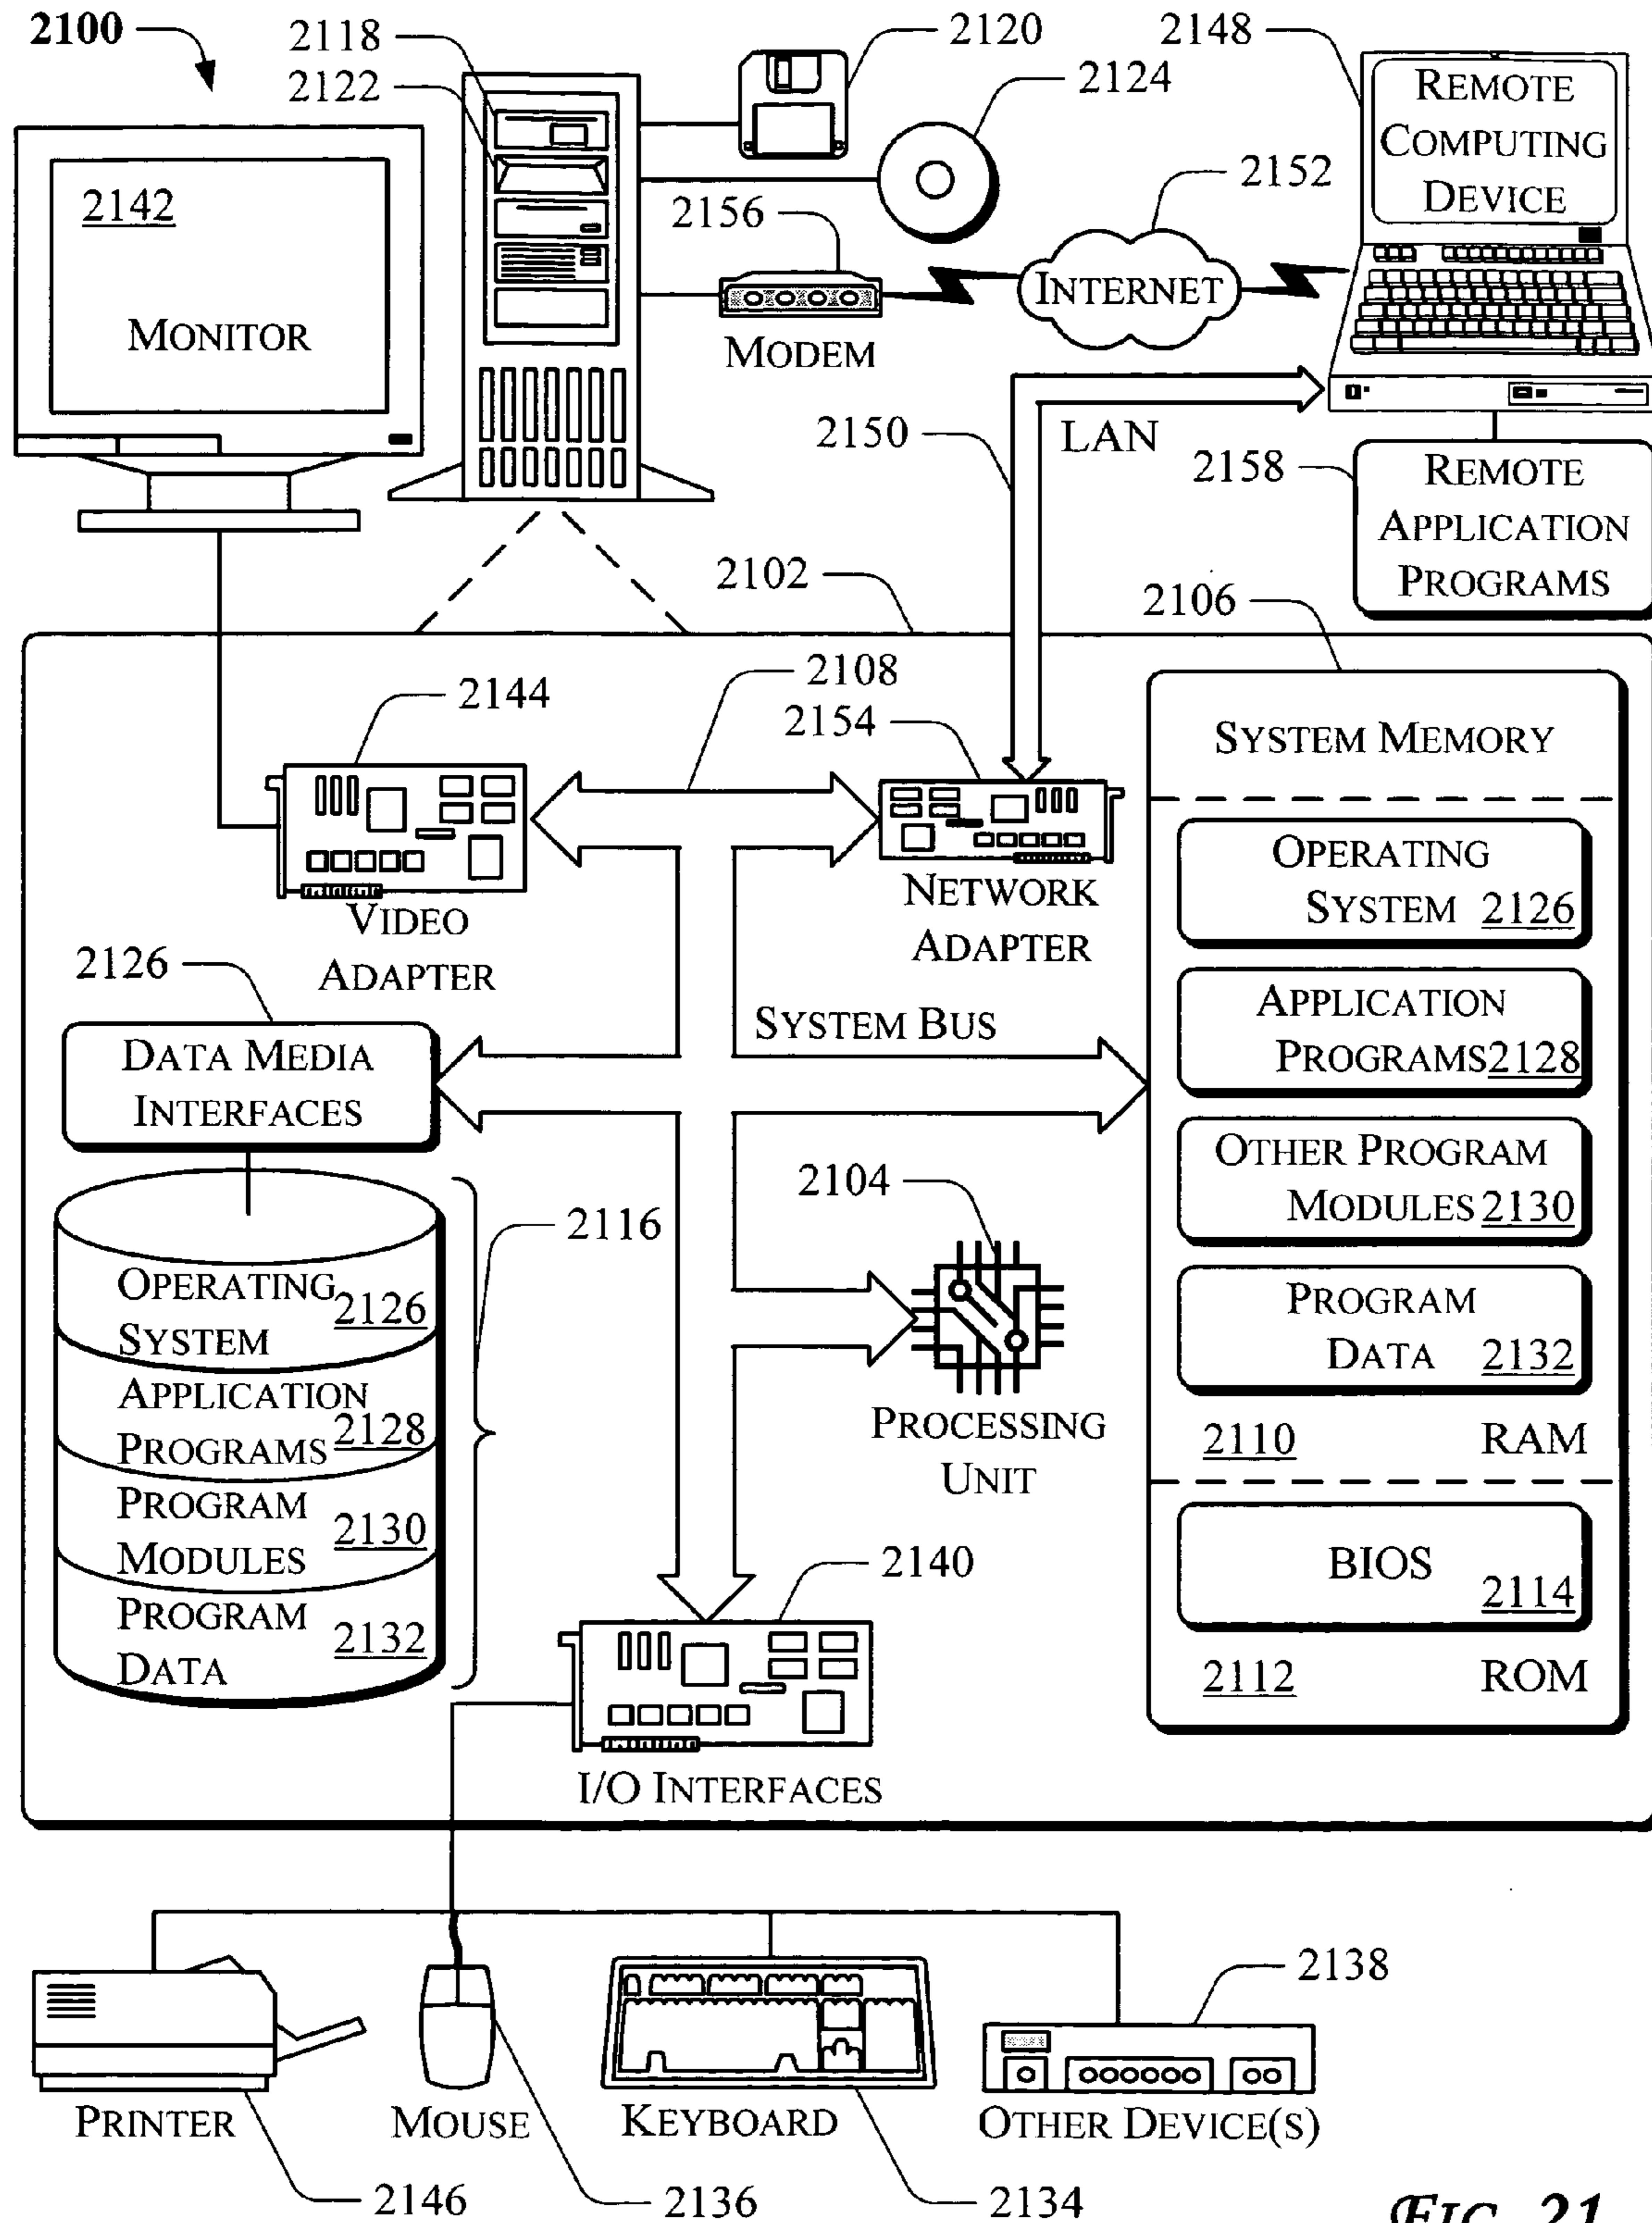 2100
2118
2122
2120
2124
2148
REMOTE
COMPUTING
DEVICE
2142
MONITOR
2156
MODEM
2152
INTERNET
2150
LAN
2158
REMOTE
APPLICATION
PROGRAMS
2102
2106
2108
2144
2154
VIDEO
ADAPTER
NETWORK
ADAPTER
SYSTEM MEMORY
OPERATING
SYSTEM 2126
APPLICATION
PROGRAMS 2128
OTHER PROGRAM
MODULES 2130
PROGRAM
DATA 2132
2110 RAM
BIOS
2114
2112 ROM
2126
DATA MEDIA
INTERFACES
SYSTEM BUS
2116
OPERATING
SYSTEM 2126
APPLICATION
PROGRAMS 2128
PROGRAM
MODULES 2130
PROGRAM
DATA 2132
2104
PROCESSING
UNIT
2140
I/O INTERFACES
2138
PRINTER
MOUSE
KEYBOARD
OTHER DEVICE(S)
2146
2136
2134
FIG. 21